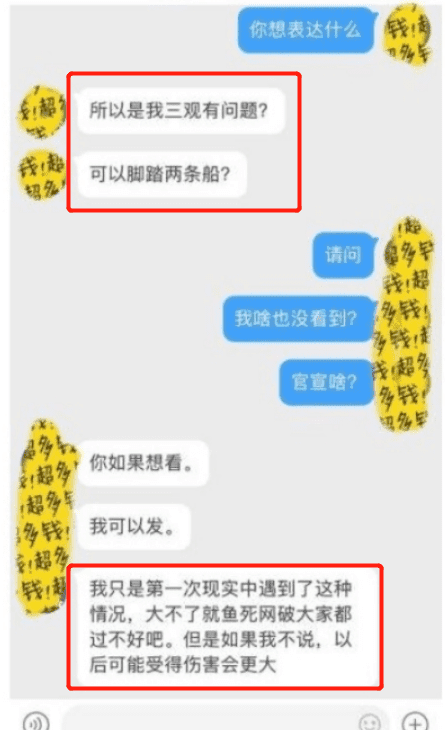 你想表达什么
所以是我三观有问题？
可以脚踏两条船？
请问
我啥也没看到？
官宣啥？
你如果想看。
我可以发。
我只是第一次现实中遇到了这种
情况，大不了就鱼死网破大家都
过不好吧。但是如果我不说，以
后可能受得伤害会更大